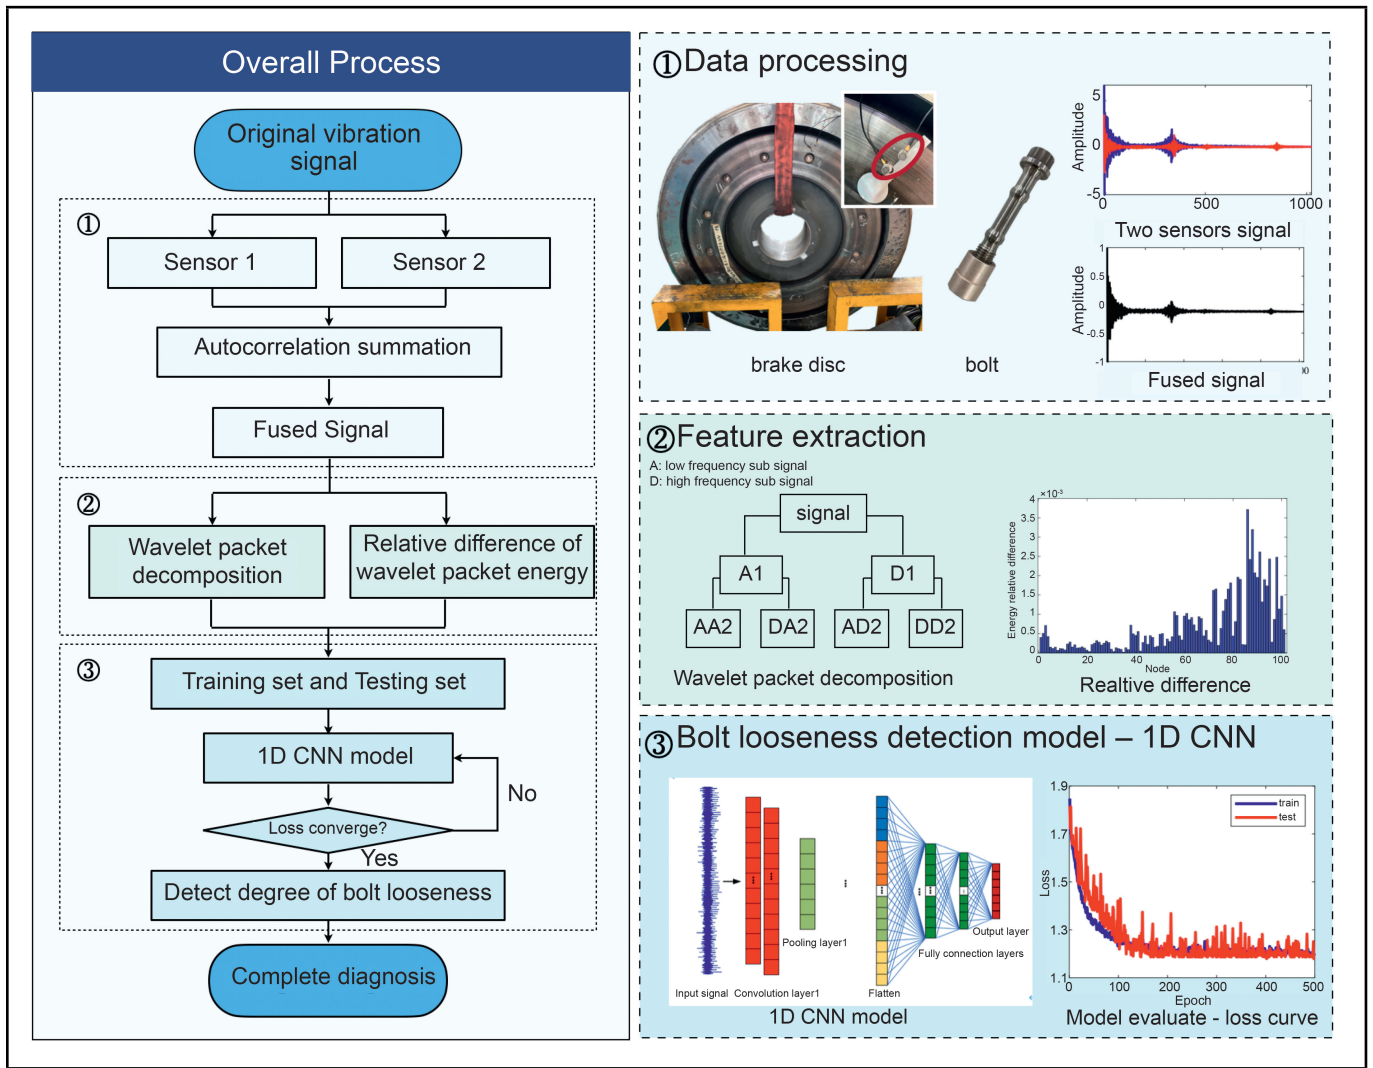 Overall Process
Original vibration
signal
①
Sensor 1
Sensor 2
Autocorrelation summation
Fused Signal
②
Wavelet packet
decomposition
Relative difference of
wavelet packet energy
③
Training set and Testing set
1D CNN model
No
Loss converge?
Yes
Detect degree of bolt looseness
Complete diagnosis
①Data processing
brake disc
bolt
Amplitude
5
0
-5
0 500 1000
Two sensors signal
Amplitude
1
0.5
0
-0.5
-1
Fused signal
②Feature extraction
A: low frequency sub signal
D: high frequency sub signal
signal
A1
D1
AA2
DA2
AD2
DD2
Wavelet packet decomposition
×10-3
Energy relative difference
4
3.5
3
2.5
2
1.5
1
0.5
0
0 20 40 60 80 100
Node
Realtive difference
③Bolt looseness detection model – 1D CNN
Input signal
Convolution layer1
Pooling layer1
Flatten
Fully connection layers
Output layer
1D CNN model
Loss
1.9
1.7
1.5
1.3
1.1
train
test
0 100 200 300 400 500
Epoch
Model evaluate - loss curve